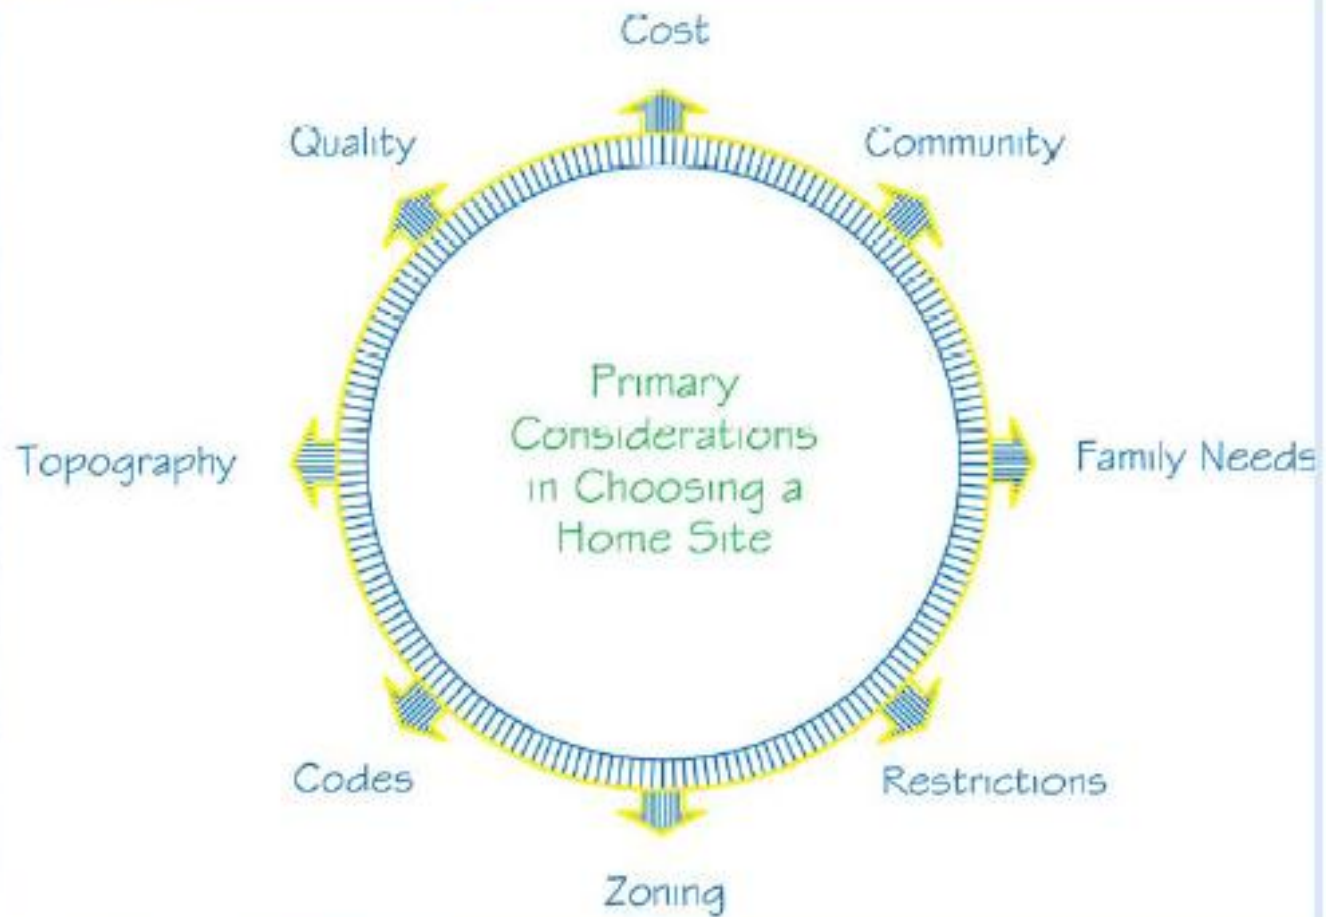 Cost
Quality
Community
Primary
Considerations
in Choosing a
Home Site
Topography
Family Needs
Codes
Restrictions
Zoning